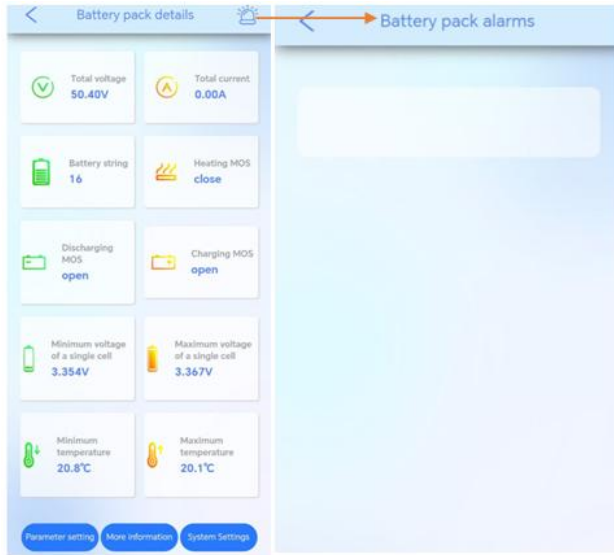 Battery pack details
Battery pack alarms
Total voltage
50.40V
Total current
0.00A
Battery string
16
Heating MOS
close
Discharging
MOS
open
Charging MOS
open
Minimum voltage
of a single cell
3.354V
Maximum voltage
of a single cell
3.367V
Minimum
temperature
20.8℃
Maximum
temperature
20.1℃
Parameter setting
More information
System Settings